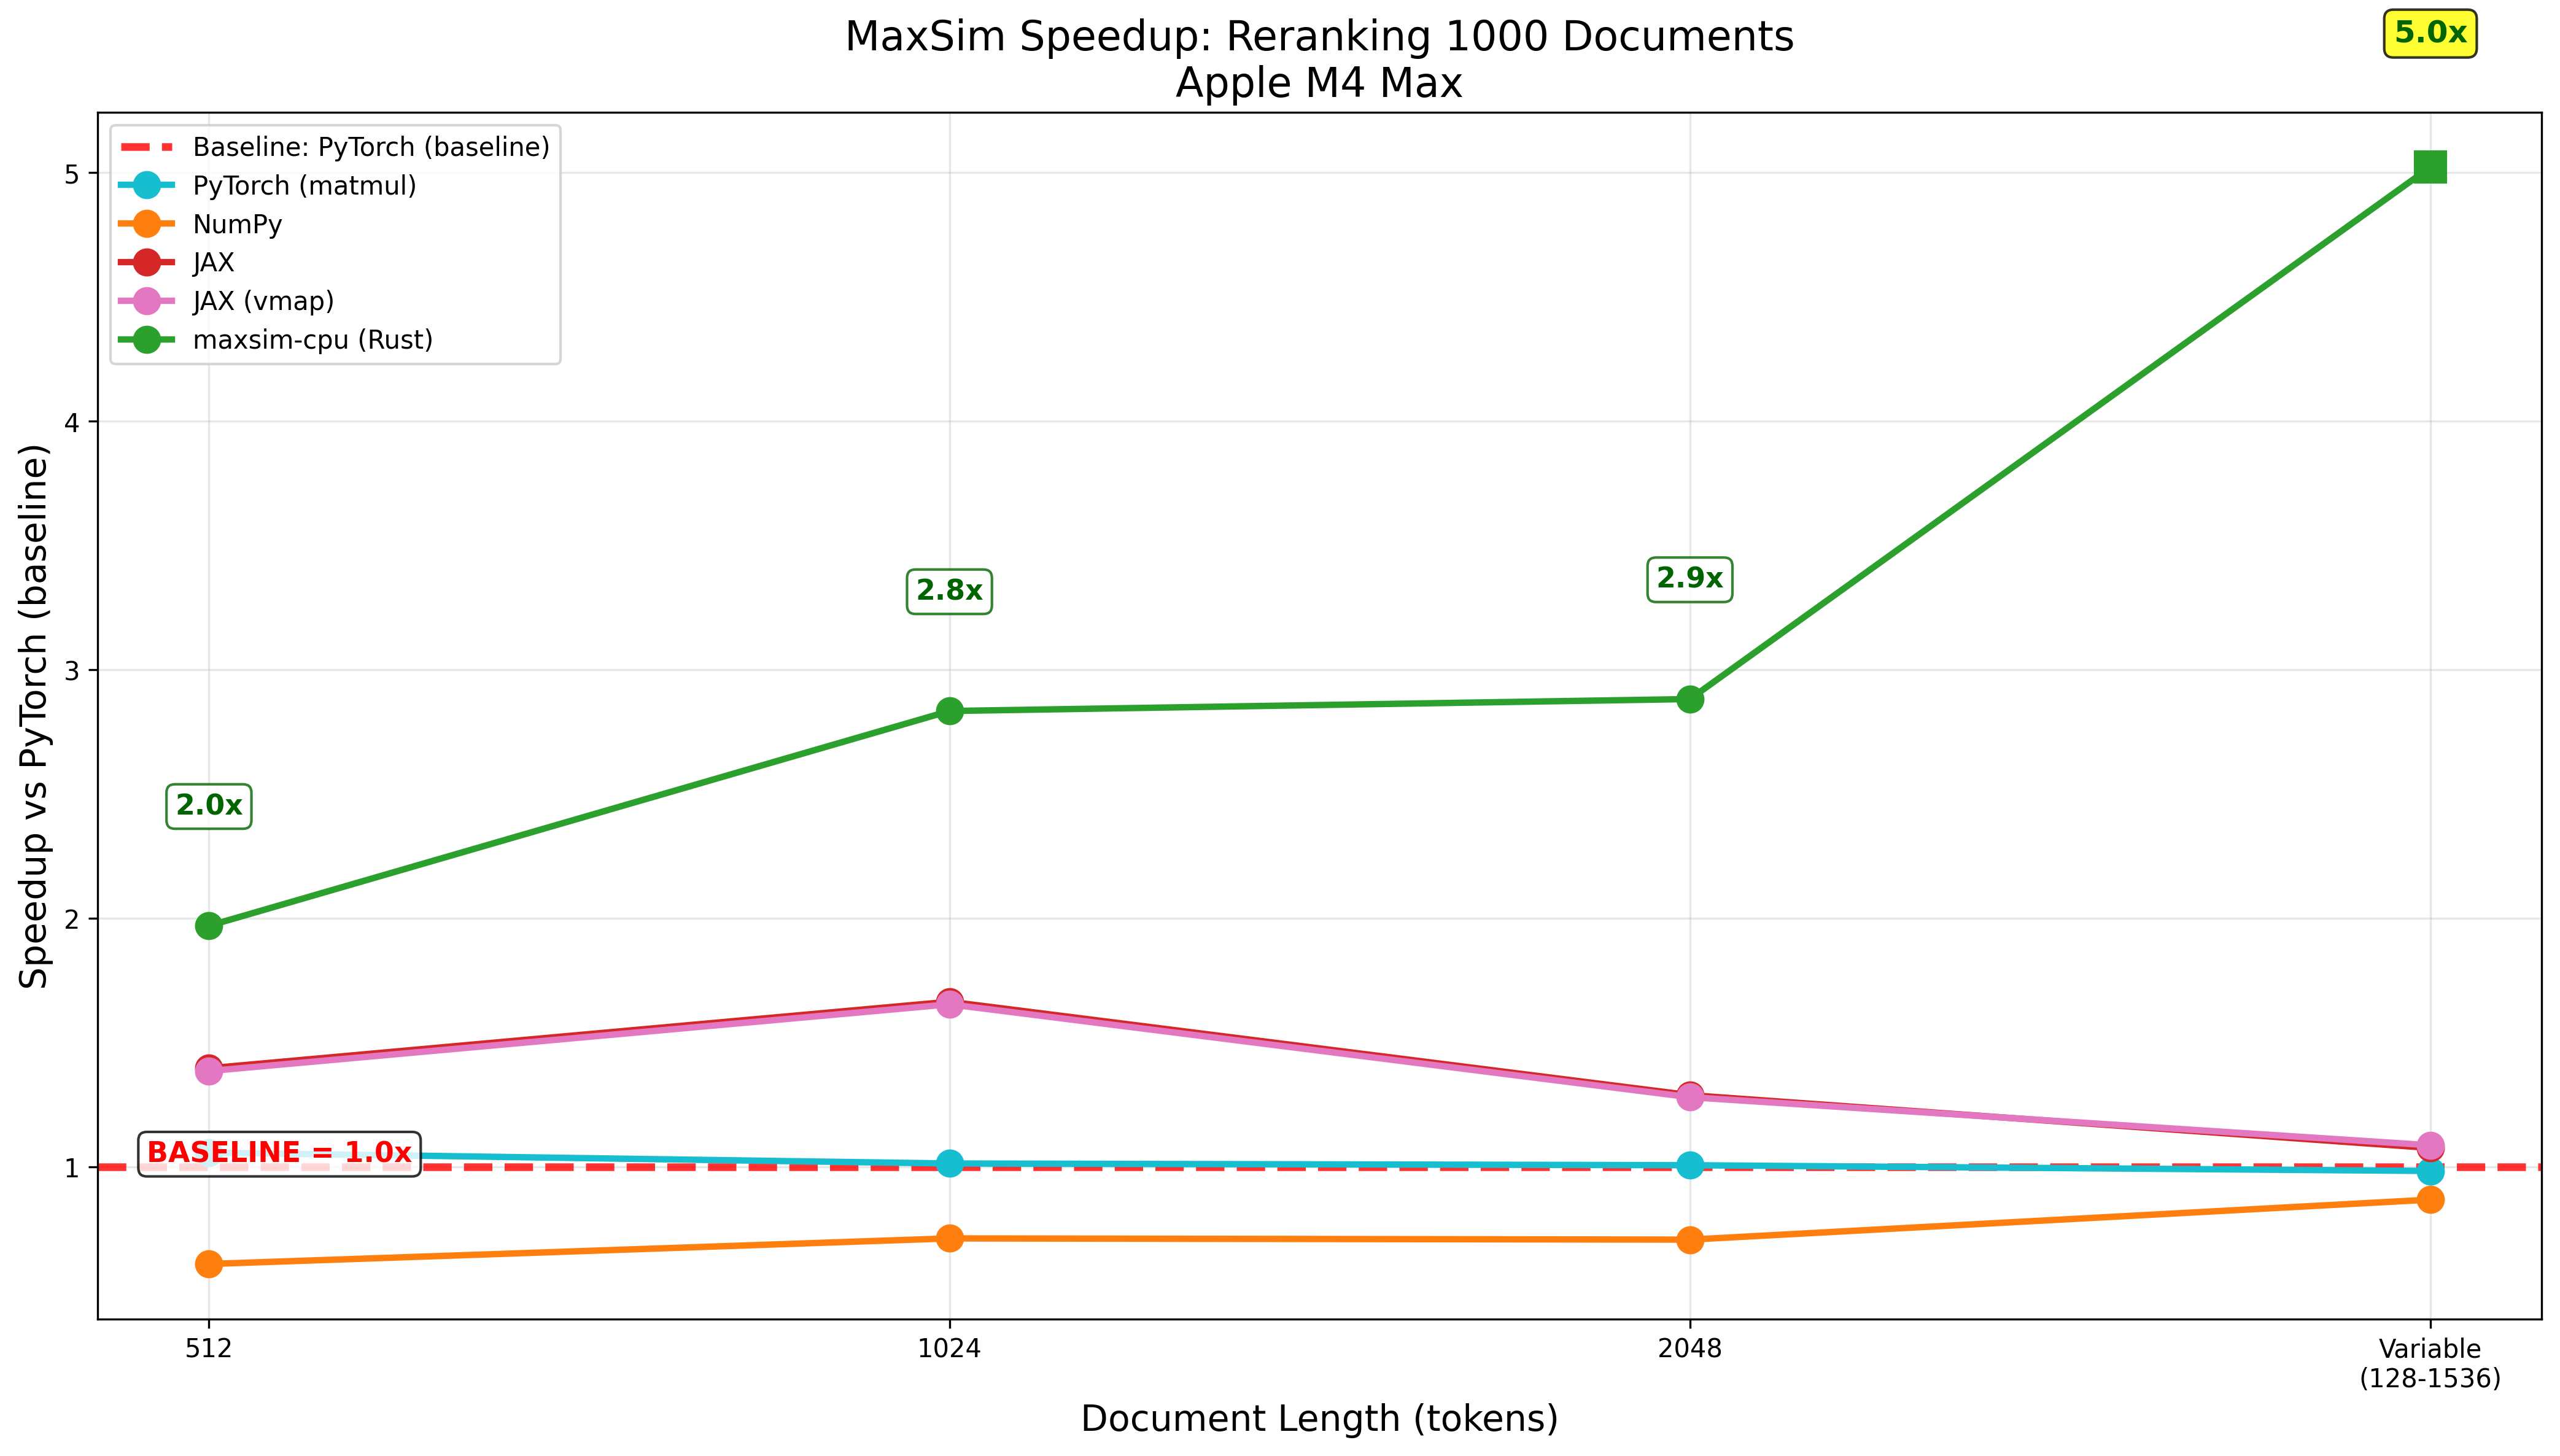 MaxSim Speedup: Reranking 1000 Documents
Apple M4 Max
5.0x
Baseline: PyTorch (baseline)
PyTorch (matmul)
NumPy
JAX
JAX (vmap)
maxsim-cpu (Rust)
Speedup vs PyTorch (baseline)
5
4
3
2
1
2.0x
2.8x
2.9x
BASELINE = 1.0x
512
1024
2048
Variable
(128-1536)
Document Length (tokens)